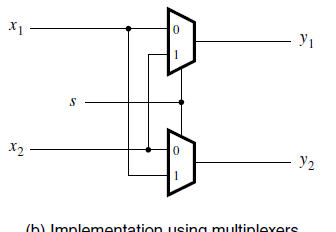 x1
0
y1
1
s
x2
0
y2
1
(b) Implementation using multiplexers